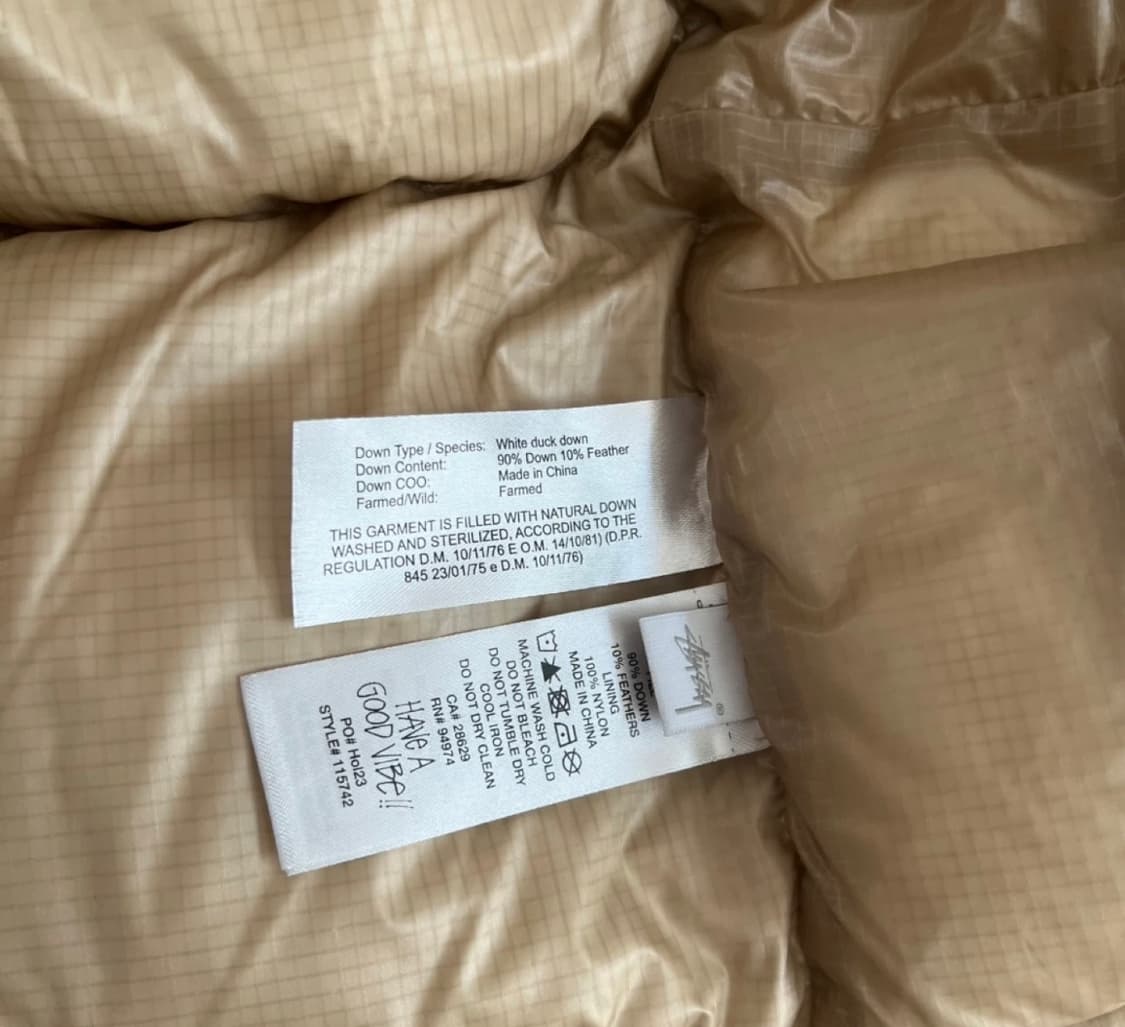 Down Type / Species: White duck down
Down Content: 90% Down 10% Feather
Down COO: Made in China
Farmed/Wild: Farmed
THIS GARMENT IS FILLED WITH NATURAL DOWN
WASHED AND STERILIZED, ACCORDING TO THE
REGULATION D.M. 10/11/76 E O.M. 14/10/81) (D.P.R.
845 23/01/75 e D.M. 10/11/76)
Stüssy ®
90% DOWN
10% FEATHERS
LINING
100% NYLON
MADE IN CHINA
MACHINE WASH COLD
DO NOT BLEACH
DO NOT TUMBLE DRY
COOL IRON
DO NOT DRY CLEAN
CA# 28629
RN# 94974
HAVE A
GOOD VIBE!!
PO# Hol23
STYLE# 115742